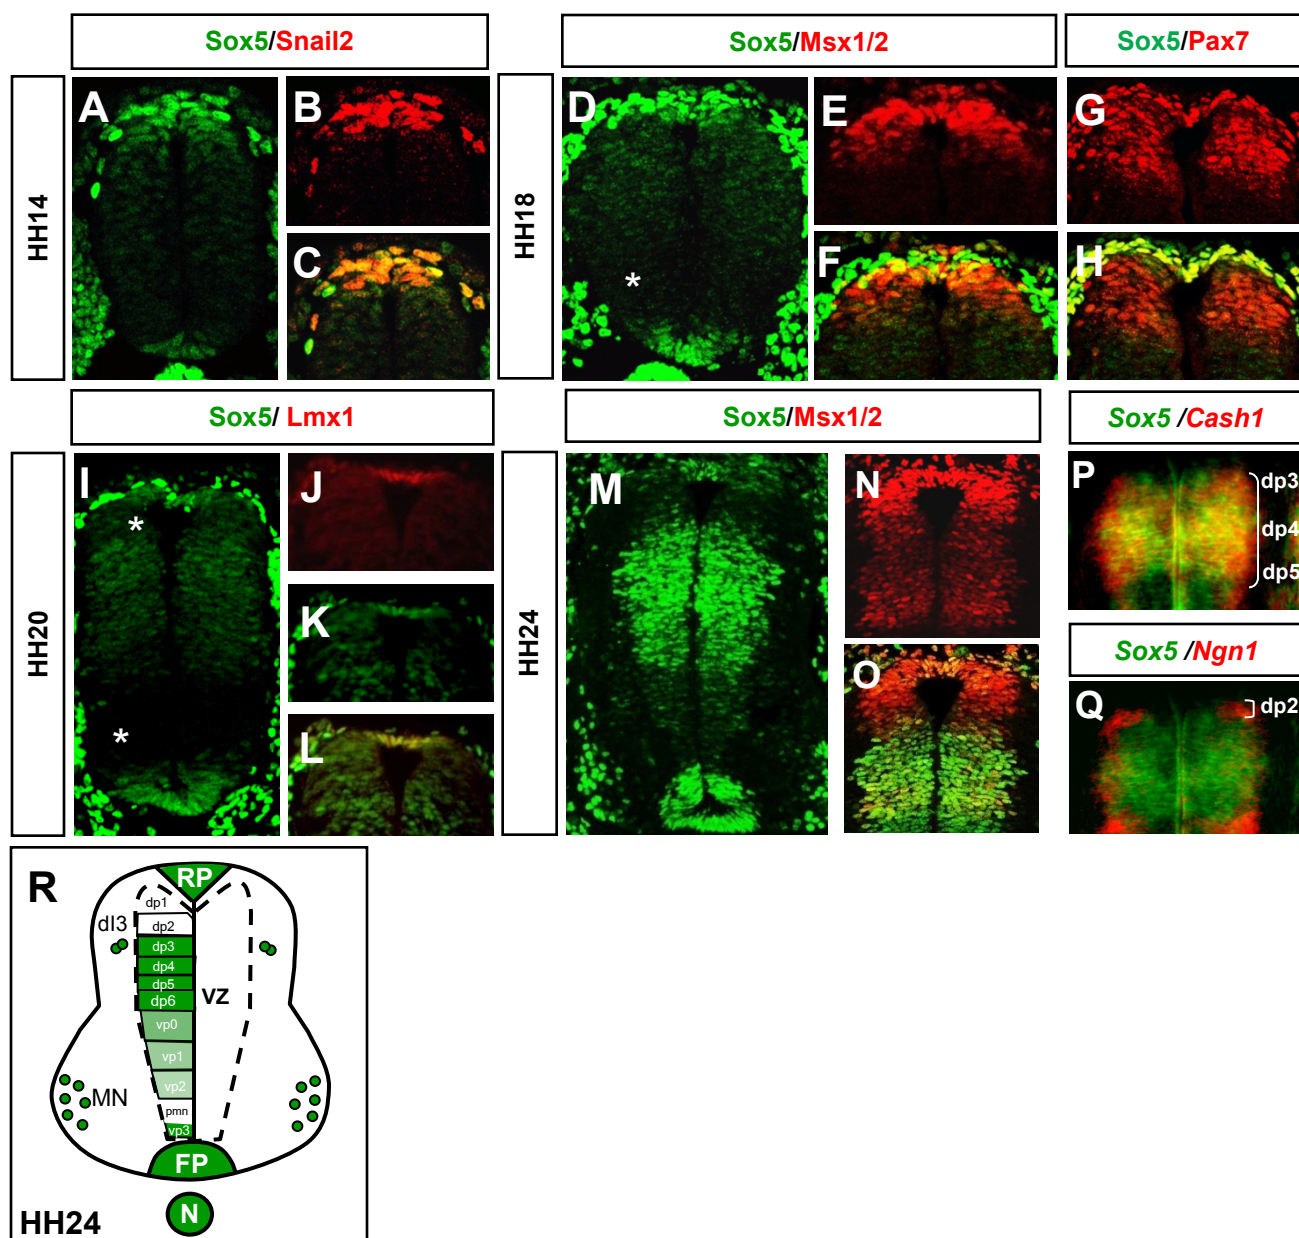 Sox5/Snail2
Sox5/Msx1/2
Sox5/Pax7
HH14
A
B
C
HH18
D
E
F
G
H
*
Sox5/ Lmx1
Sox5/Msx1/2
Sox5 /Cash1
HH20
I
*
*
J
K
L
HH24
M
N
O
P
dp3
dp4
dp5
Sox5 /Ngn1
Q
dp2
R
RP
dp1
dI3
dp2
dp3
dp4
dp5
VZ
dp6
vp0
vp1
vp2
MN
pmn
vp3
FP
N
HH24